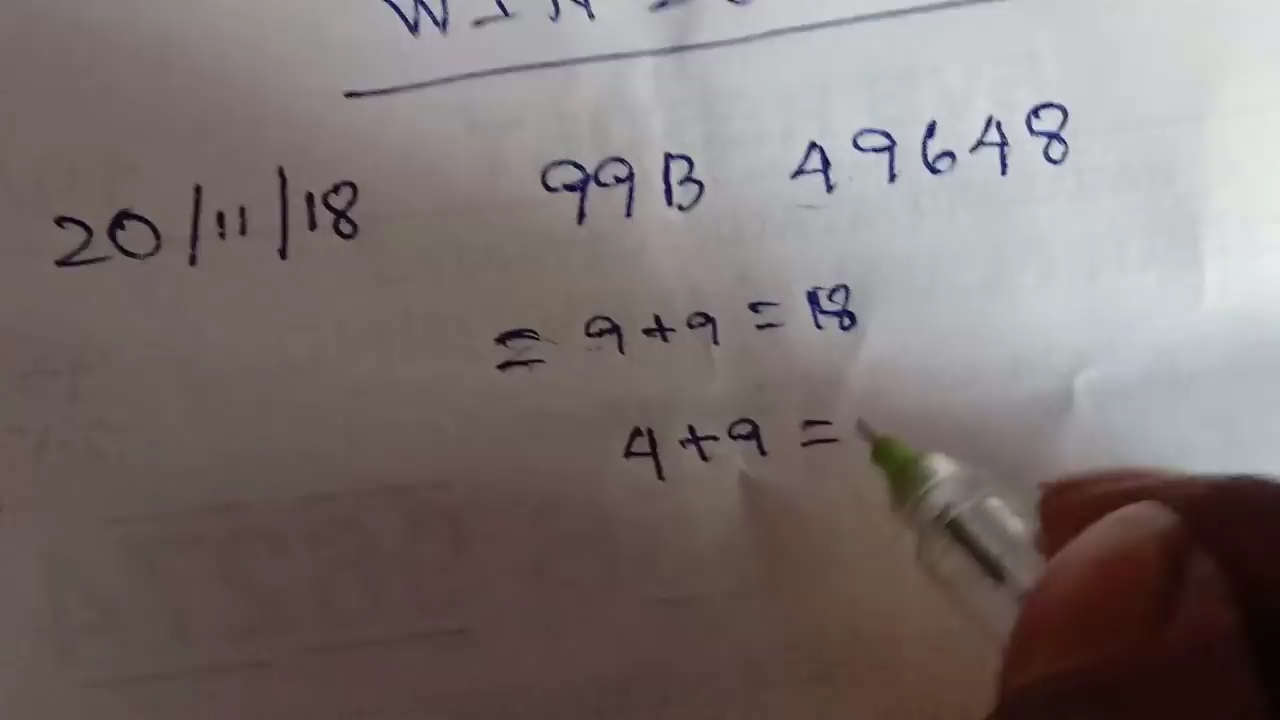 20/11/18 99B 49648
= 9+9 = 18
4+9 =